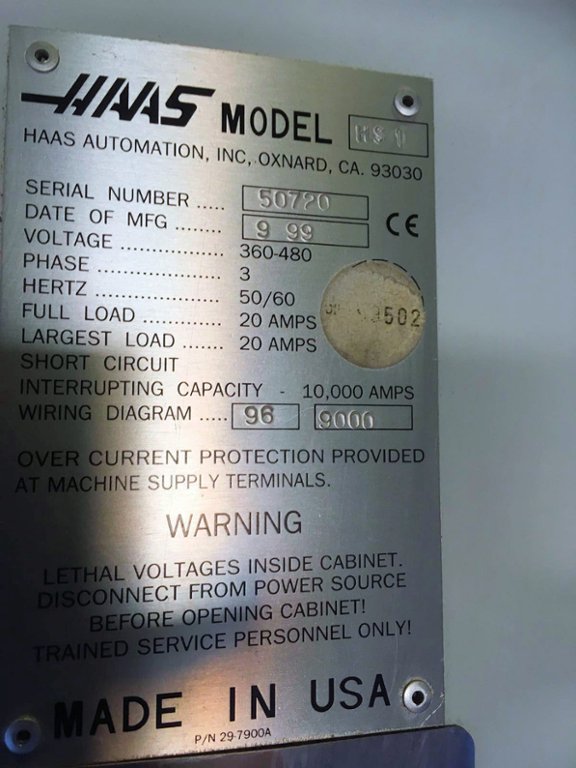 HAAS MODEL HS 1
HAAS AUTOMATION, INC, OXNARD, CA. 93030
SERIAL NUMBER ..... 50720
DATE OF MFG ........ 9 99
CE
VOLTAGE ................ 360-480
PHASE .................... 3
HERTZ .................... 50/60
FULL LOAD ............. 20 AMPS
LARGEST LOAD ....... 20 AMPS
502
SHORT CIRCUIT
INTERRUPTING CAPACITY - 10,000 AMPS
WIRING DIAGRAM ..... 96 9000
OVER CURRENT PROTECTION PROVIDED
AT MACHINE SUPPLY TERMINALS.
WARNING
LETHAL VOLTAGES INSIDE CABINET.
DISCONNECT FROM POWER SOURCE
BEFORE OPENING CABINET!
TRAINED SERVICE PERSONNEL ONLY!
MADE IN USA
P/N 29-7900A